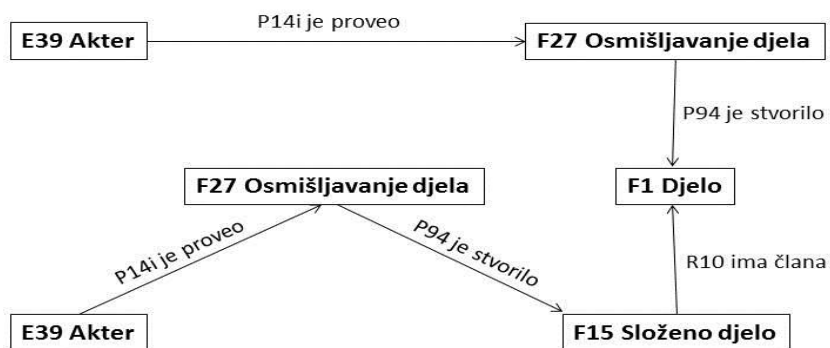 P14i je proveo
E39 Akter
F27 Osmišljavanje djela
P94 je stvorilo
F27 Osmišljavanje djela
F1 Djelo
P14i je proveo
P94 je stvorilo
R10 ima člana
E39 Akter
F15 Složeno djelo